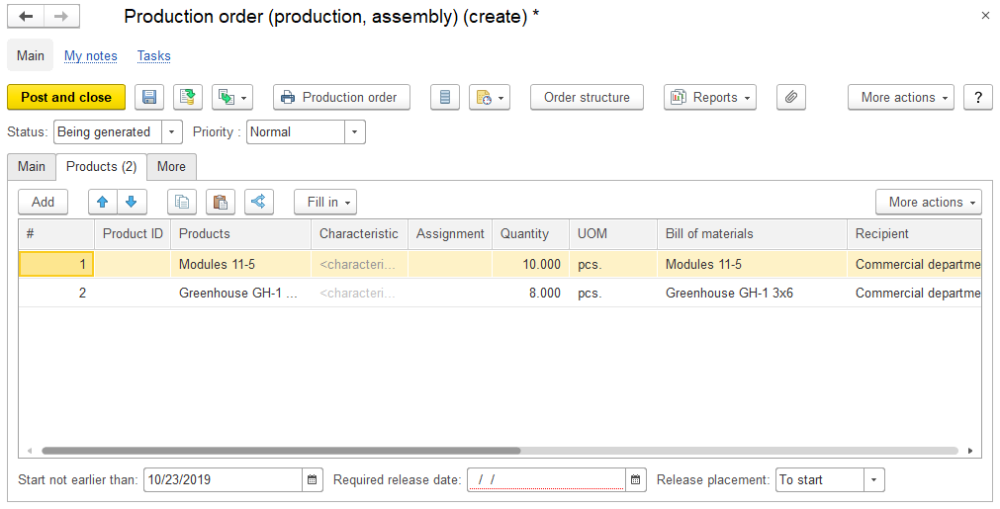 Production order (production, assembly) (create) *
Main My notes Tasks
Post and close Production order Order structure Reports More actions ?
Status: Being generated Priority : Normal
Main Products (2) More
Add Fill in More actions
# Product ID Products Characteristic Assignment Quantity UOM Bill of materials Recipient
1 Modules 11-5 <characteri... 10.000 pcs. Modules 11-5 Commercial departme
2 Greenhouse GH-1 ... <characteri... 8.000 pcs. Greenhouse GH-1 3x6 Commercial departme
Start not earlier than: 10/23/2019 Required release date: / / Release placement: To start